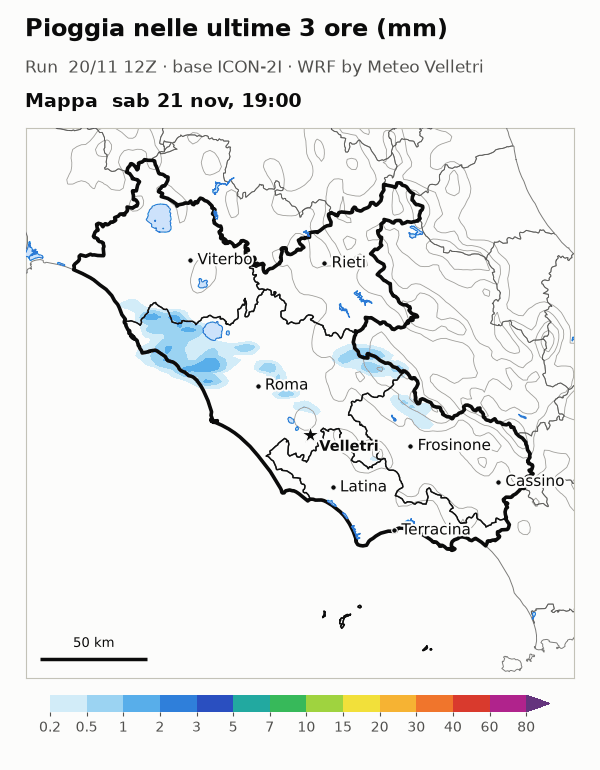 Pioggia nelle ultime 3 ore (mm)
Run  20/11 12Z · base ICON-2I · WRF by Meteo Velletri
Mappa  sab 21 nov, 19:00
Viterbo
Rieti
Roma
Velletri
Frosinone
Latina
Cassino
Terracina
50 km
0.2 0.5 1 2 3 5 7 10 15 20 30 40 60 80